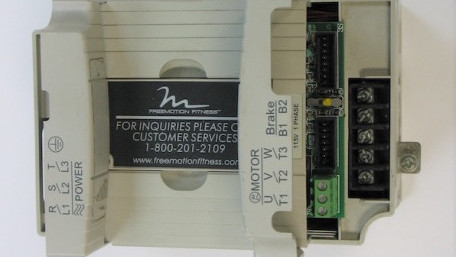 FREEMOTION FITNESS™
FOR INQUIRIES PLEASE C
CUSTOMER SERVICES
1-800-201-2109
www.freemotionfitness.com
R S T
L1 L2 L3
POWER
MOTOR
U V W Brake
T1 T2 T3 B1 B2
115V 1 PHASE